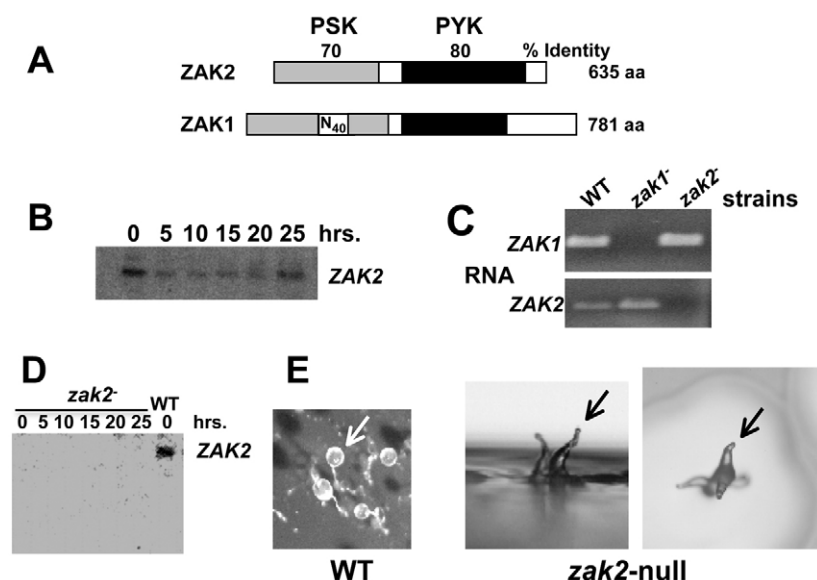 A
PSK PYK
70 80 % Identity
ZAK2 635 aa
ZAK1 N40 781 aa
B
0 5 10 15 20 25 hrs.
ZAK2
C
WT zak1- zak2- strains
ZAK1
RNA
ZAK2
D
zak2- WT
0 5 10 15 20 25 0 hrs.
ZAK2
E
WT
zak2-null